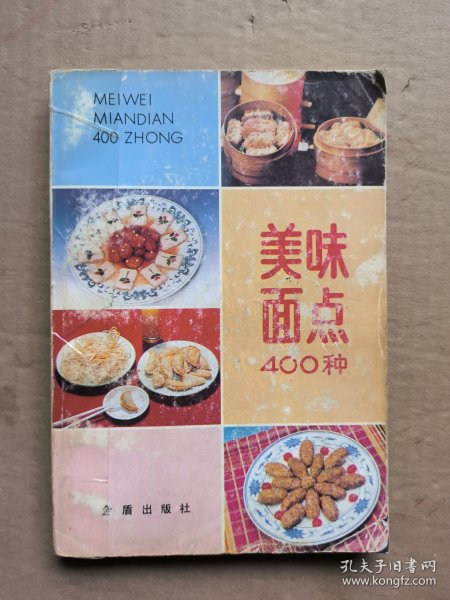 MEIWEI
MIANDIAN
400 ZHONG
美味
面点
400种
金盾出版社
孔夫子旧书网
www.kongfz.com